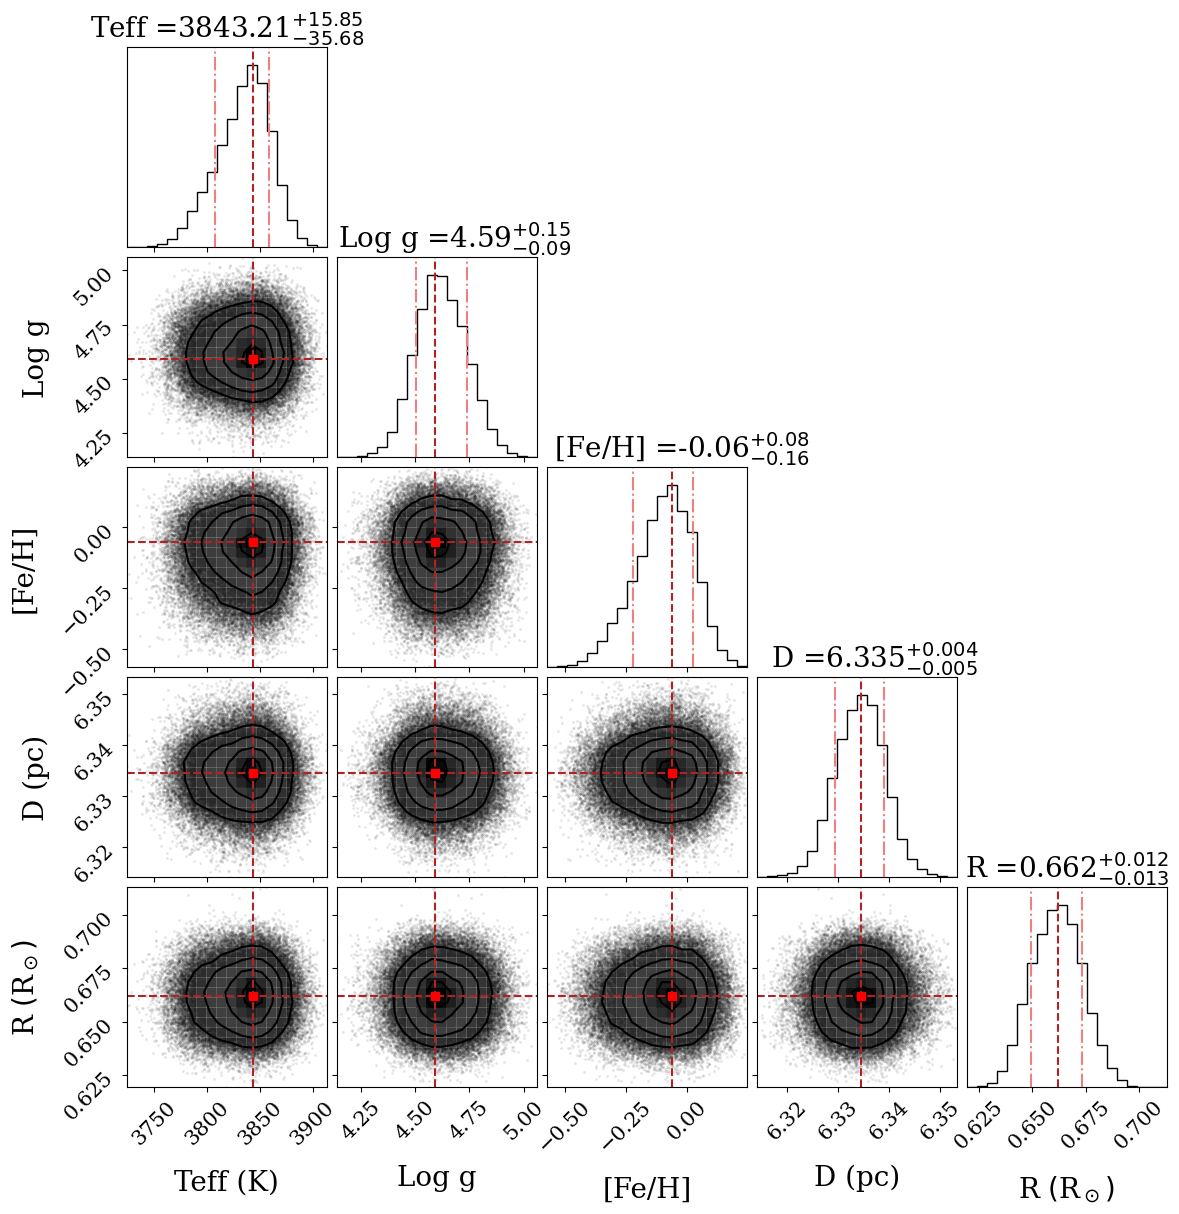 Teff =3843.21+15.85−35.68
Log g =4.59+0.15−0.09
5.00
4.75
4.50
4.25
Log g
[Fe/H] =-0.06+0.08−0.16
0.00
−0.25
−0.50
[Fe/H]
D =6.335+0.004−0.005
6.35
6.34
6.33
6.32
D (pc)
R =0.662+0.012−0.013
0.700
0.675
0.650
0.625
R (R⊙)
3750 3800 3850 3900
4.25 4.50 4.75 5.00
−0.50 −0.25 0.00
6.32 6.33 6.34 6.35
0.625 0.650 0.675 0.700
Teff (K)
Log g
[Fe/H]
D (pc)
R (R⊙)